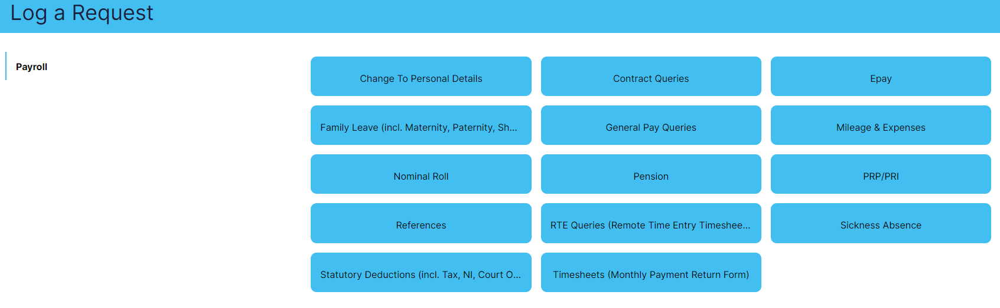 Log a Request
Payroll
Change To Personal Details
Contract Queries
Epay
Family Leave (incl. Maternity, Paternity, Sh...
General Pay Queries
Mileage & Expenses
Nominal Roll
Pension
PRP/PRI
References
RTE Queries (Remote Time Entry Timeshee...
Sickness Absence
Statutory Deductions (incl. Tax, NI, Court O...
Timesheets (Monthly Payment Return Form)